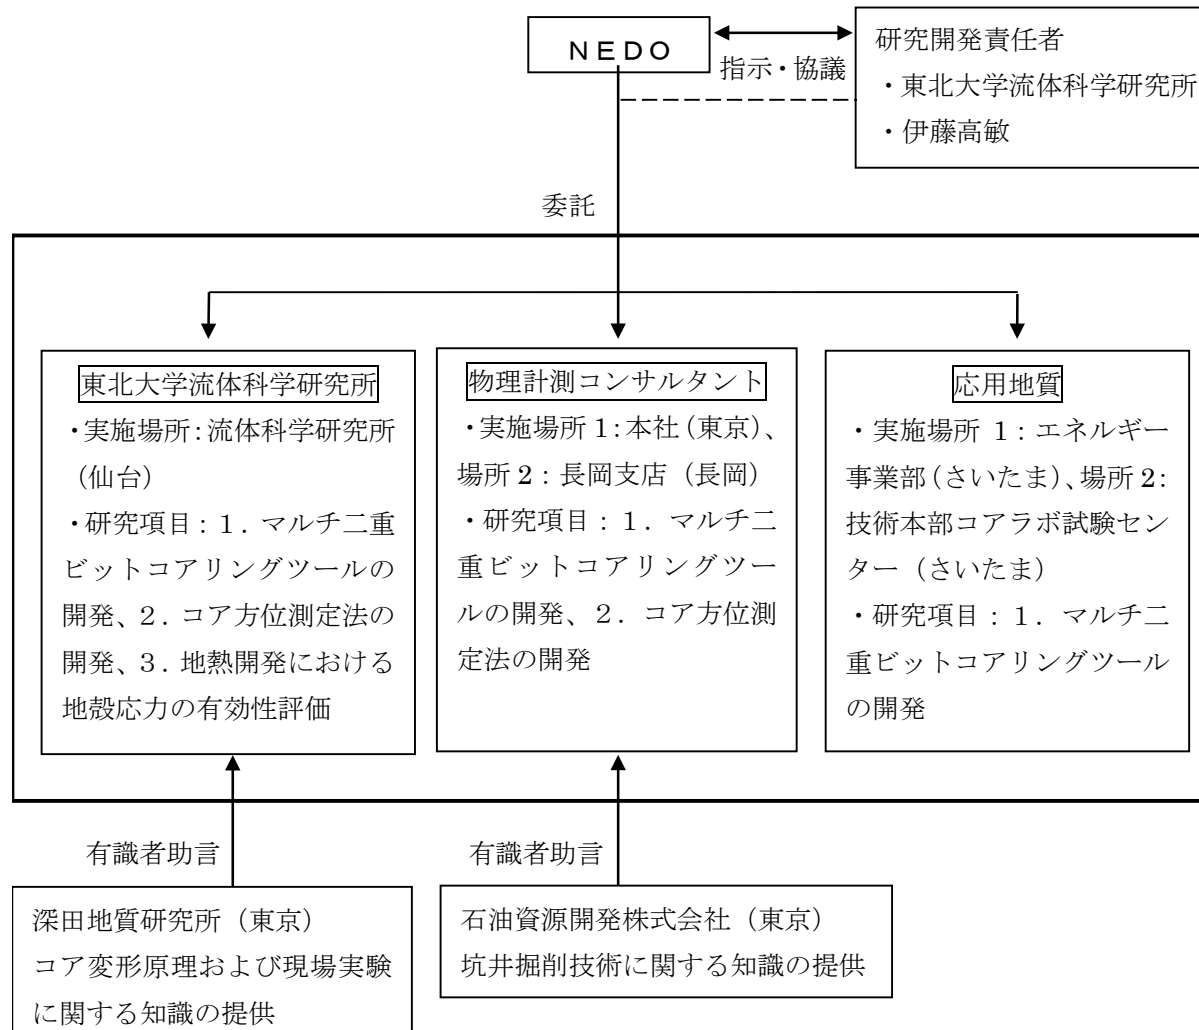 NEDO
指示・協議
研究開発責任者
・東北大学流体科学研究所
・伊藤高敏
委託
東北大学流体科学研究所
・実施場所:流体科学研究所
(仙台)
・研究項目:1.マルチ二重
ビットコアリングツールの
開発、2.コア方位測定法の
開発、3.地熱開発における
地殻応力の有効性評価
物理計測コンサルタント
・実施場所1:本社(東京)、
場所2:長岡支店(長岡)
・研究項目:1.マルチ二
重ビットコアリングツー
ルの開発、2.コア方位測
定法の開発
応用地質
・実施場所 1:エネルギー
事業部(さいたま)、場所2:
技術本部コアラボ試験セン
ター(さいたま)
・研究項目:1.マルチ二
重ビットコアリングツール
の開発
有識者助言
有識者助言
深田地質研究所(東京)
コア変形原理および現場実験
に関する知識の提供
石油資源開発株式会社(東京)
坑井掘削技術に関する知識の提供